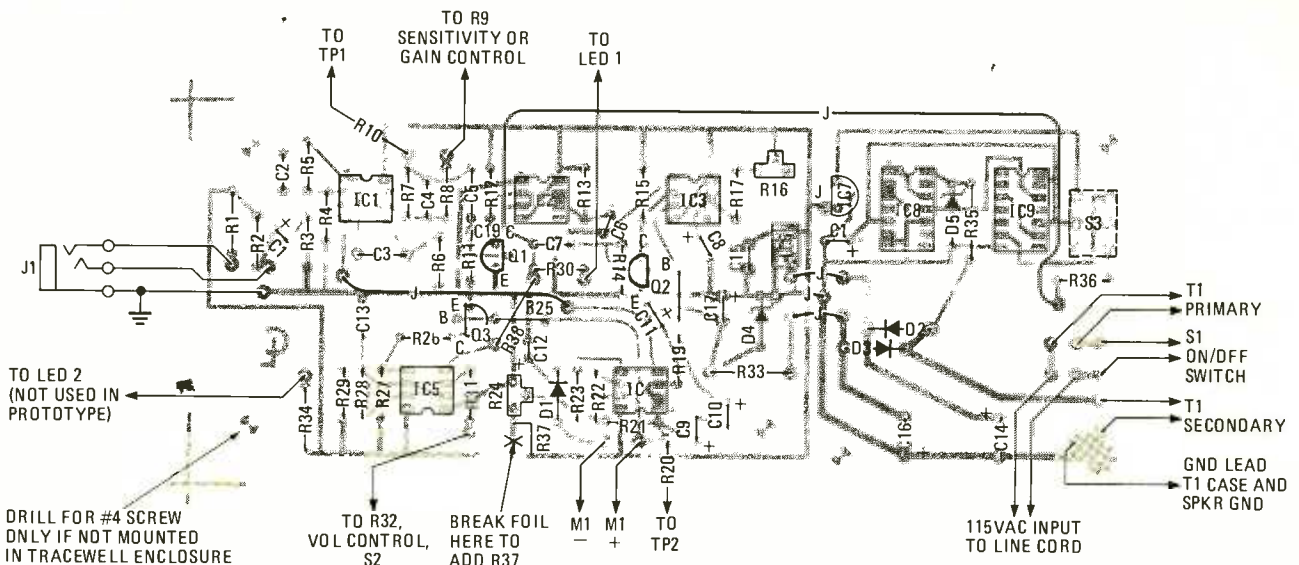 TO
TP1
TO R9
SENSITIVITY OR
GAIN CONTROL
TO
LED 1
J
R10
C2
R5
IC1
R7
C4
R8
C5
R12
R13
R15
IC3
R17
R16
J
IC7
IC8
D5
R35
IC9
S3
R1
R2
R3
R4
C3
R6
R11
C19
C
Q1
E
C7
R30
C6
R14
C
B
Q2
E
C8
+
C1
+
R36
J1
J
J
J
C13
E
B
Q3
C
R25
R38
C12
C11
C17
D4
R19
D2
D3
T1
PRIMARY
S1
ON/OFF
SWITCH
T1
SECONDARY
GND LEAD
T1 CASE AND
SPKR GND
TO LED 2
(NOT USED IN
PROTOTYPE)
R34
R29
R28
R27
IC5
R31
R24
D1
R23
R22
R21
R33
C9
+
C10
+
C16
+
C14
+
R37
R20
DRILL FOR #4 SCREW
ONLY IF NOT MOUNTED
IN TRACEWELL ENCLOSURE
TO R32,
VOL CONTROL,
S2
BREAK FOIL
HERE TO
ADD R37
M1
−
M1
+
TO
TP2
115VAC INPUT
TO LINE CORD